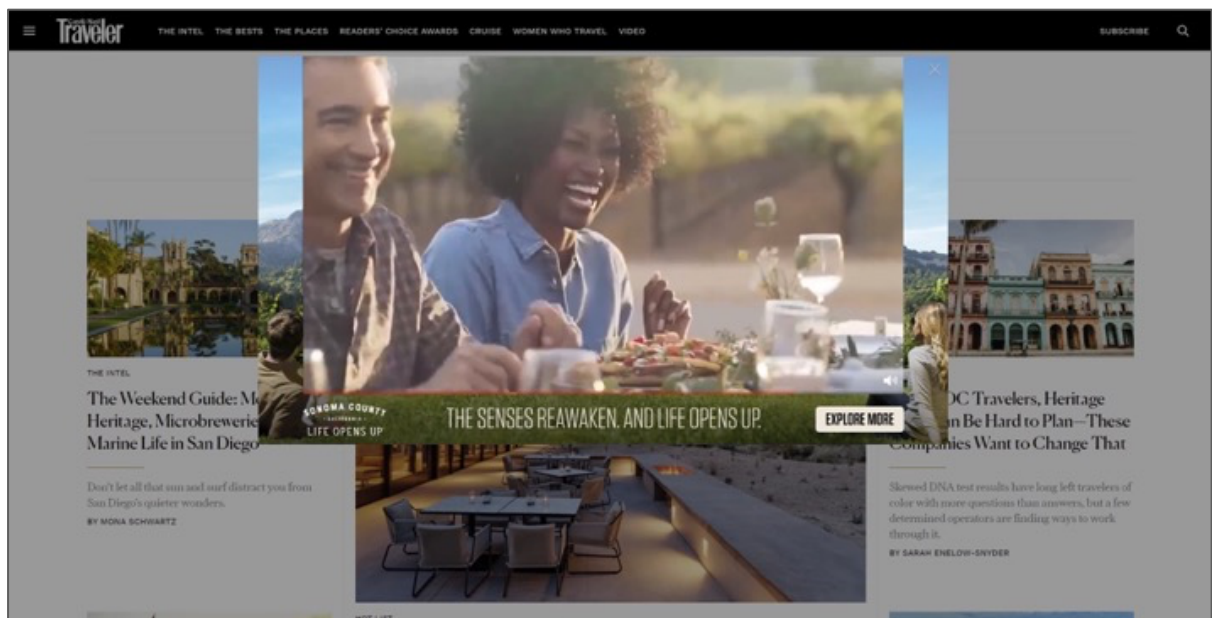 Condé Nast
Traveler
THE INTEL THE BESTS THE PLACES READERS' CHOICE AWARDS CRUISE WOMEN WHO TRAVEL VIDEO
SUBSCRIBE
SONOMA COUNTY
CALIFORNIA
LIFE OPENS UP
THE SENSES REAWAKEN. AND LIFE OPENS UP.
EXPLORE MORE
THE INTEL
The Weekend Guide:
Heritage,
Marine Life in San Diego
Don't let all that sun and surf distract you from
San Diego's quieter wonders.
BY MONA SCHWARTZ
OC Travelers, Heritage
Be Hard to Plan—These
Companies Want to Change That
Skewed DNA test results have long left travelers of
color with more questions than answers, but a few
determined operators are finding ways to work
through it.
BY SARAH ENELOW-SNYDER